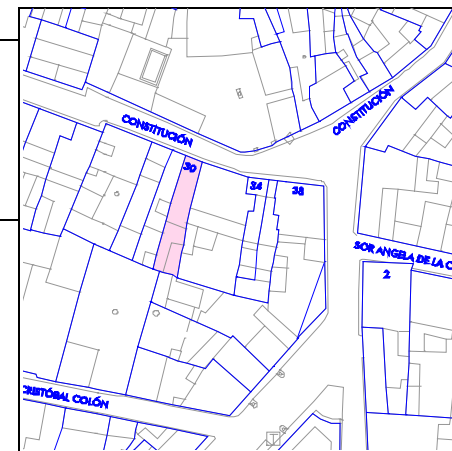 CONSTITUCIÓN
CONSTITUCIÓN
30
34
38
SOR ANGELA DE LA C
2
CRISTÓBAL COLÓN